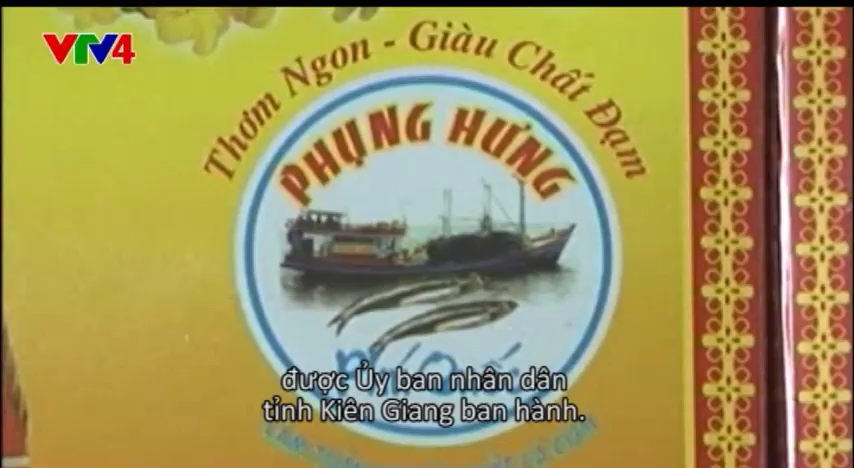 VTV4
Thơm Ngon - Giàu Chất Đạm
PHỤNG HƯNG
được Ủy ban nhân dân
tỉnh Kiên Giang ban hành.